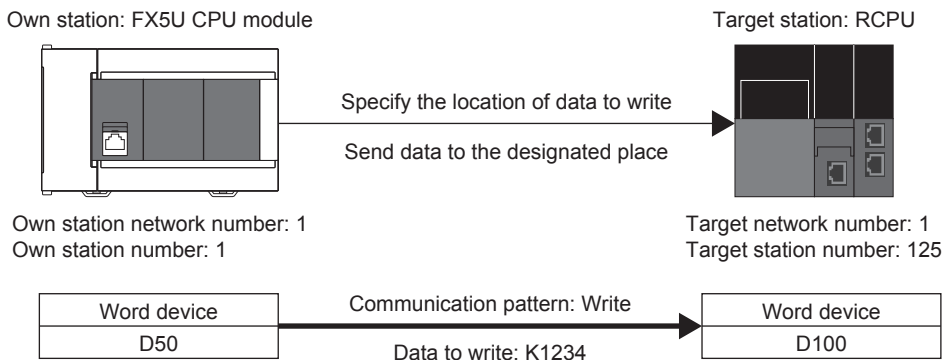 Own station: FX5U CPU module
Target station: RCPU
Specify the location of data to write
Send data to the designated place
Own station network number: 1
Own station number: 1
Target network number: 1
Target station number: 125
Word device
D50
Communication pattern: Write
Data to write: K1234
Word device
D100